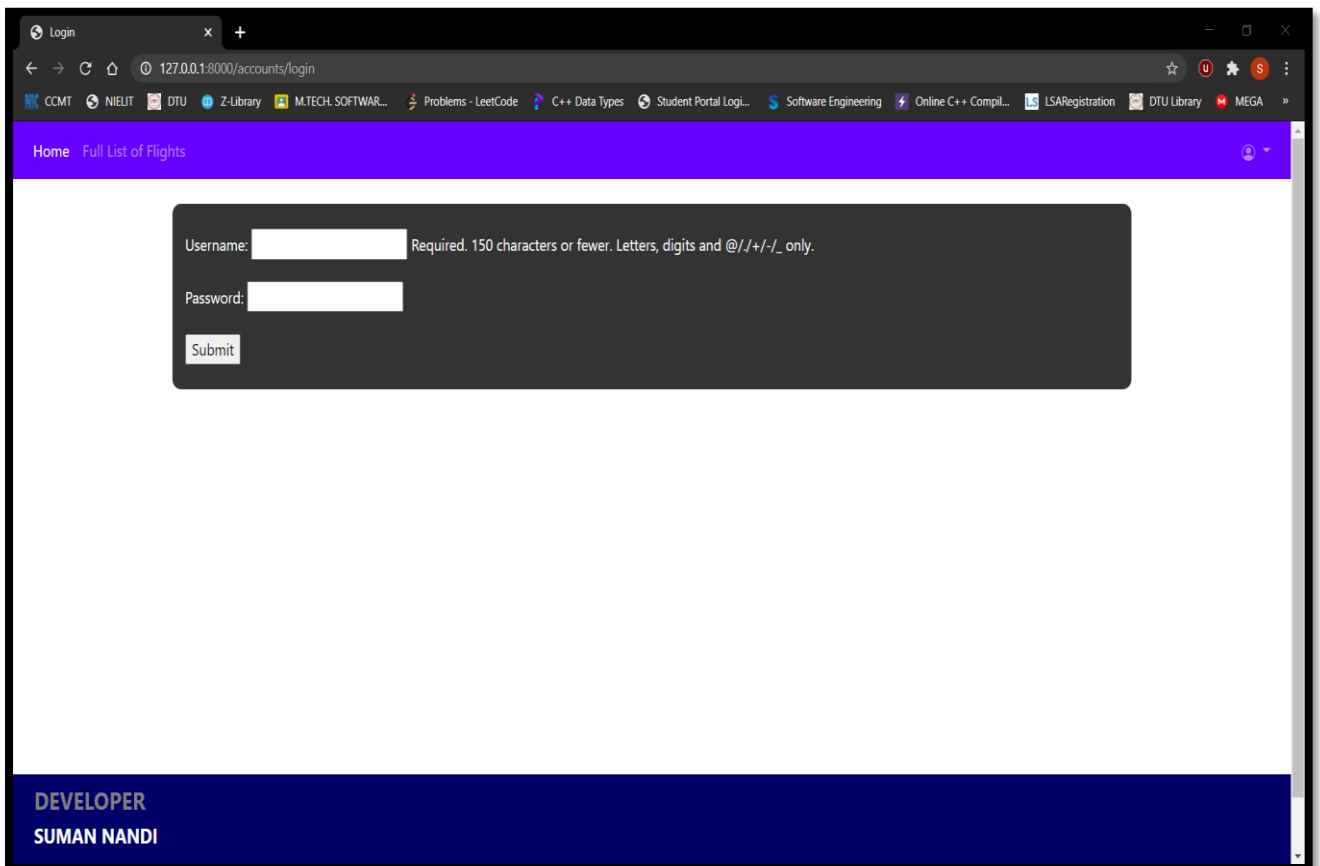 Login
127.0.0.1:8000/accounts/login
CCMT NIELIT DTU Z-Library M.TECH. SOFTWAR... Problems - LeetCode C++ Data Types Student Portal Logi... Software Engineering Online C++ Compil... LS LSARegistration DTU Library MEGA »
Home Full List of Flights
Username: Required. 150 characters or fewer. Letters, digits and @/./+/-/_ only.
Password:
Submit
DEVELOPER
SUMAN NANDI